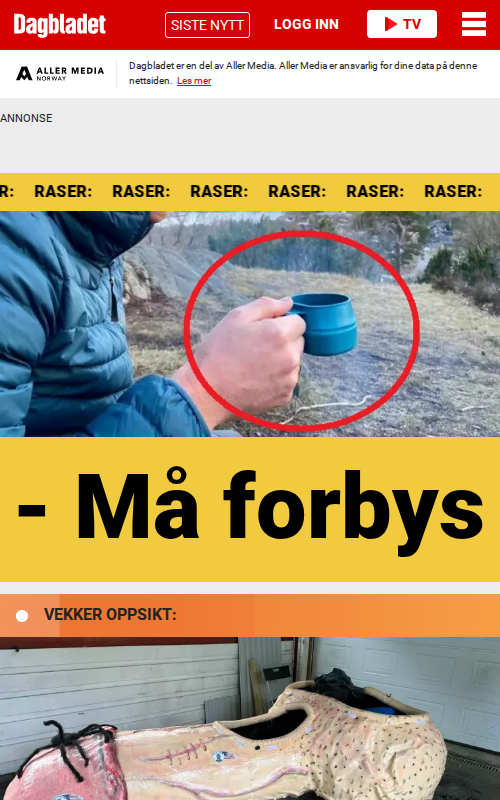 Dagbladet
SISTE NYTT
LOGG INN
TV
ALLER MEDIA
NORWAY
Dagbladet er en del av Aller Media. Aller Media er ansvarlig for dine data på denne
nettsiden. Les mer
ANNONSE
R: RASER: RASER: RASER: RASER: RASER: RASER:
- Må forbys
VEKKER OPPSIKT: